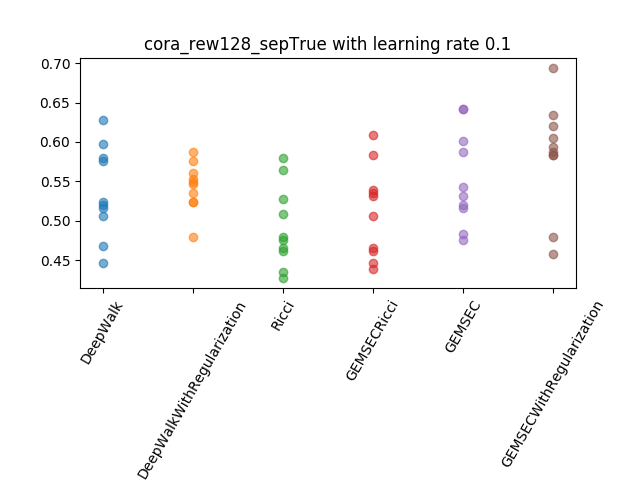 cora_rew128_sepTrue with learning rate 0.1
0.70
0.65
0.60
0.55
0.50
0.45
DeepWalk
DeepWalkWithRegularization
Ricci
GEMSECRicci
GEMSEC
GEMSECWithRegularization